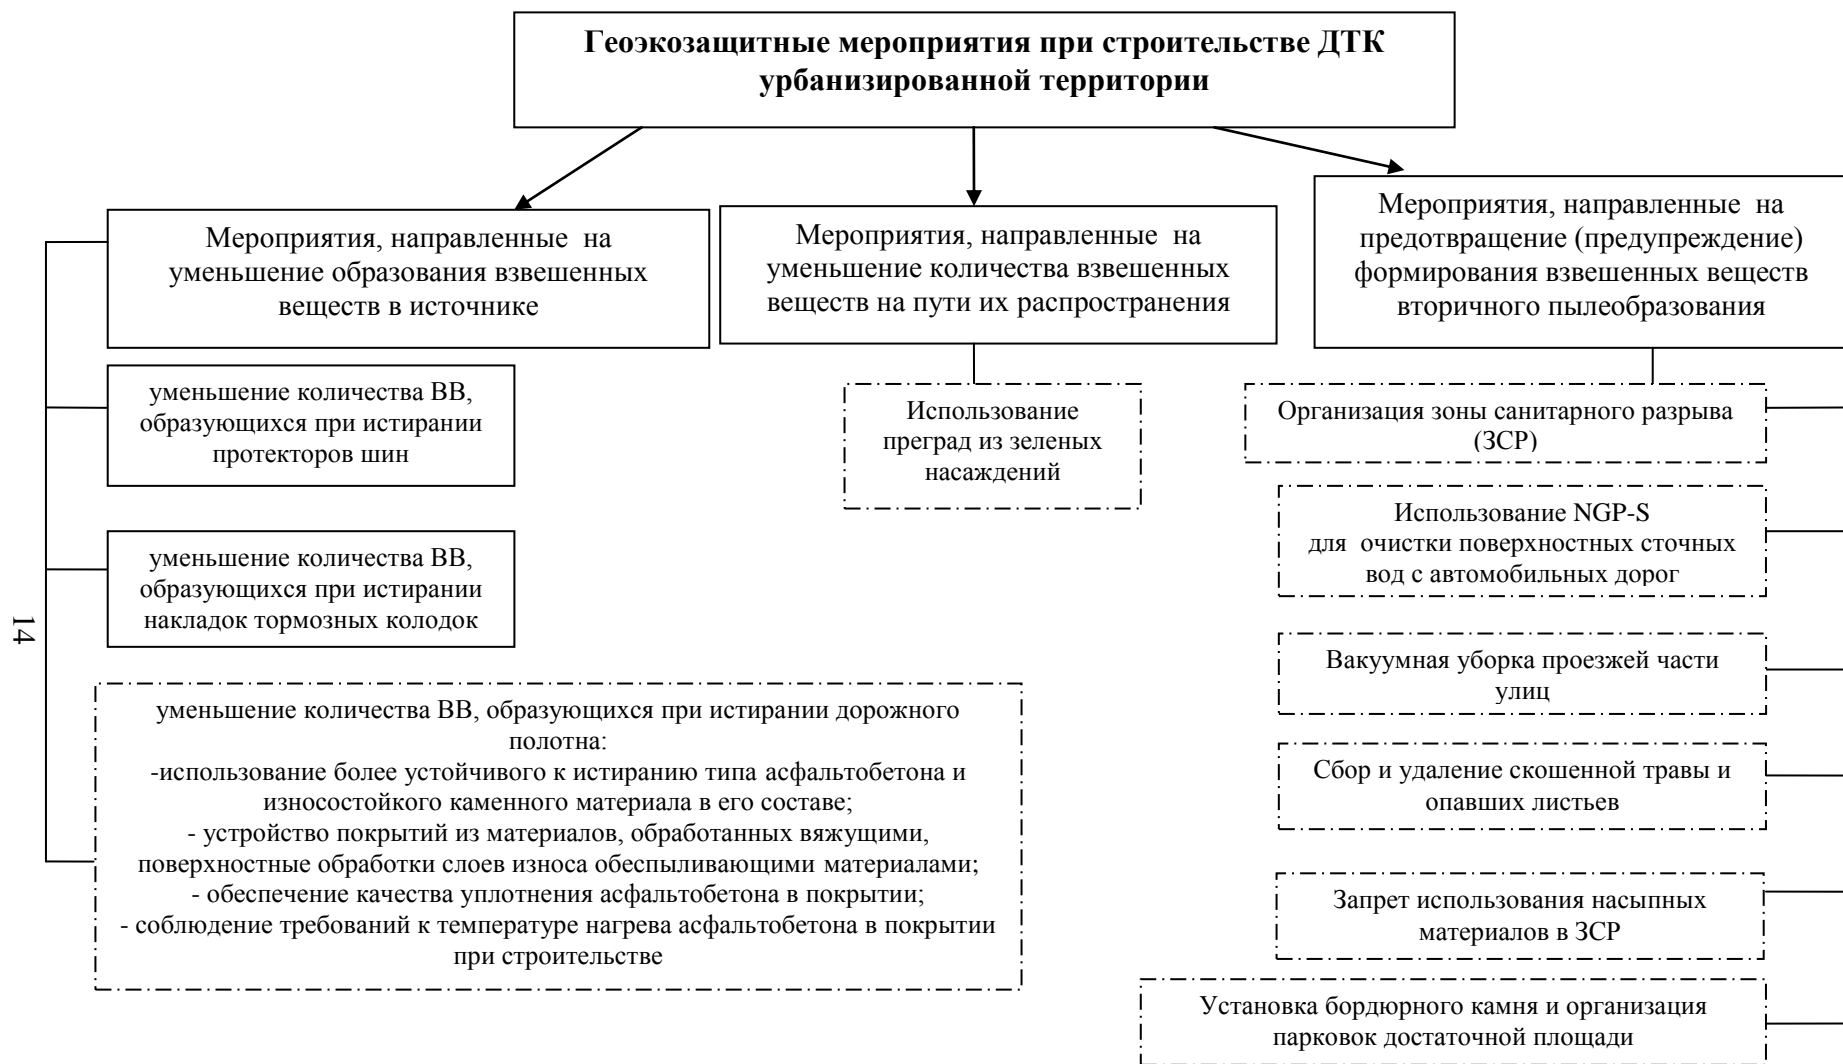 Геоэкозащитные мероприятия при строительстве ДТК
урбанизированной территории
Мероприятия, направленные на
уменьшение образования взвешенных
веществ в источнике
уменьшение количества ВВ,
образующихся при истирании
протекторов шин
уменьшение количества ВВ,
образующихся при истирании
накладок тормозных колодок
уменьшение количества ВВ, образующихся при истирании дорожного
полотна:
-использование более устойчивого к истиранию типа асфальтобетона и
износостойкого каменного материала в его составе;
- устройство покрытий из материалов, обработанных вяжущими,
поверхностные обработки слоев износа обеспыливающими материалами;
- обеспечение качества уплотнения асфальтобетона в покрытии;
- соблюдение требований к температуре нагрева асфальтобетона в покрытии
при строительстве
Мероприятия, направленные на
уменьшение количества взвешенных
веществ на пути их распространения
Использование
преград из зеленых
насаждений
Мероприятия, направленные на
предотвращение (предупреждение)
формирования взвешенных веществ
вторичного пылеобразования
Организация зоны санитарного разрыва
(ЗСР)
Использование NGP-S
для очистки поверхностных сточных
вод с автомобильных дорог
Вакуумная уборка проезжей части
улиц
Сбор и удаление скошенной травы и
опавших листьев
Запрет использования насыпных
материалов в ЗСР
Установка бордюрного камня и организация
парковок достаточной площади
14